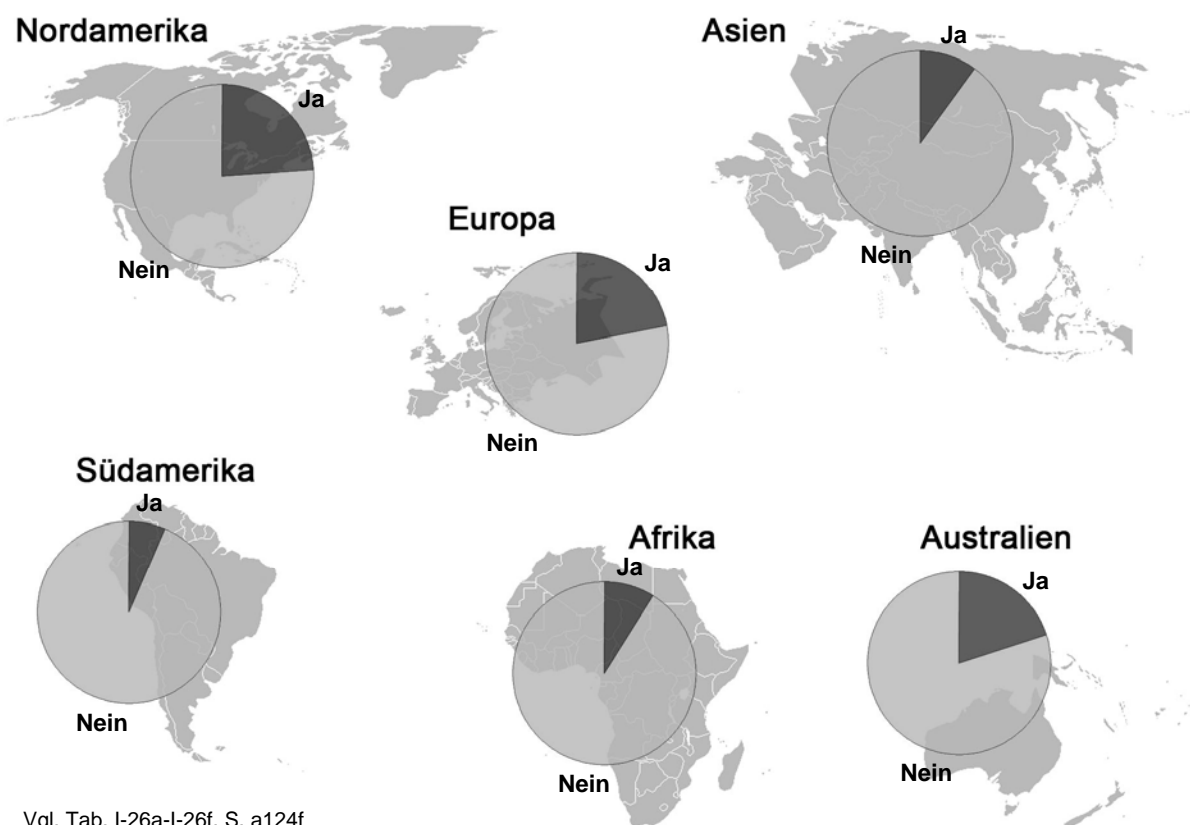 Nordamerika
Ja
Nein
Asien
Ja
Nein
Europa
Ja
Nein
Südamerika
Ja
Nein
Afrika
Ja
Nein
Australien
Ja
Nein
Vgl. Tab. I-26a-I-26f, S. a124f